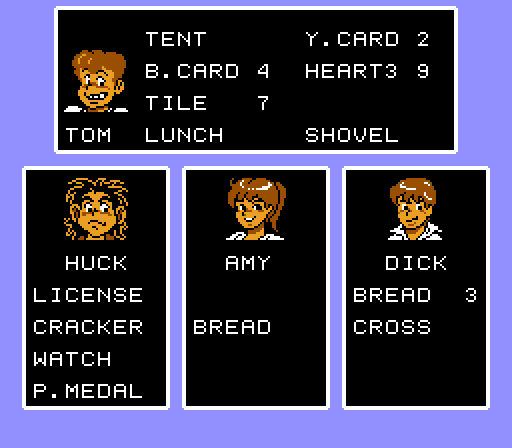 TENT Y.CARD 2
B.CARD 4 HEART3 9
TILE 7
TOM LUNCH SHOVEL
HUCK
LICENSE
CRACKER
WATCH
P.MEDAL
AMY
BREAD
DICK
BREAD 3
CROSS